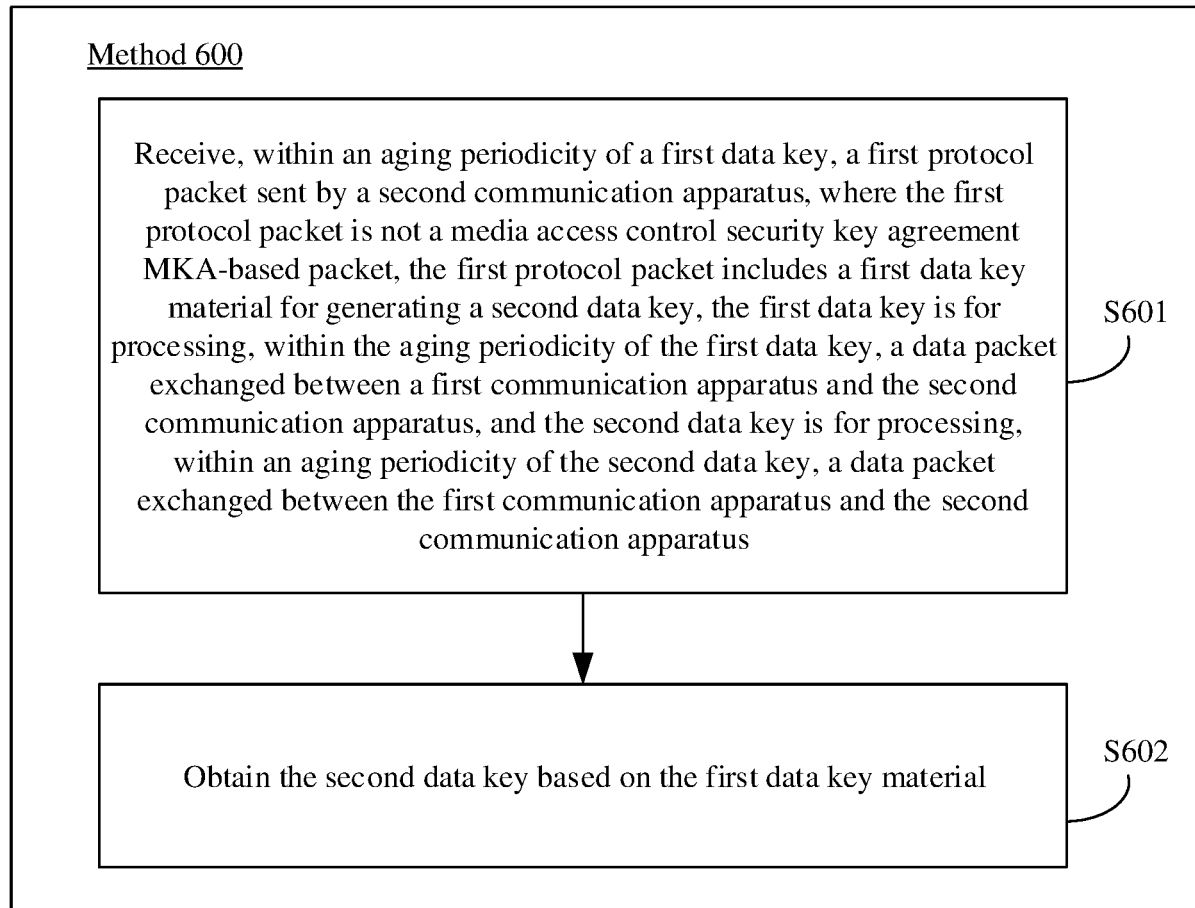 Method 600
Receive, within an aging periodicity of a first data key, a first protocol
packet sent by a second communication apparatus, where the first
protocol packet is not a media access control security key agreement
MKA-based packet, the first protocol packet includes a first data key
material for generating a second data key, the first data key is for
processing, within the aging periodicity of the first data key, a data packet
exchanged between a first communication apparatus and the second
communication apparatus, and the second data key is for processing,
within an aging periodicity of the second data key, a data packet
exchanged between the first communication apparatus and the second
communication apparatus
S601
Obtain the second data key based on the first data key material
S602